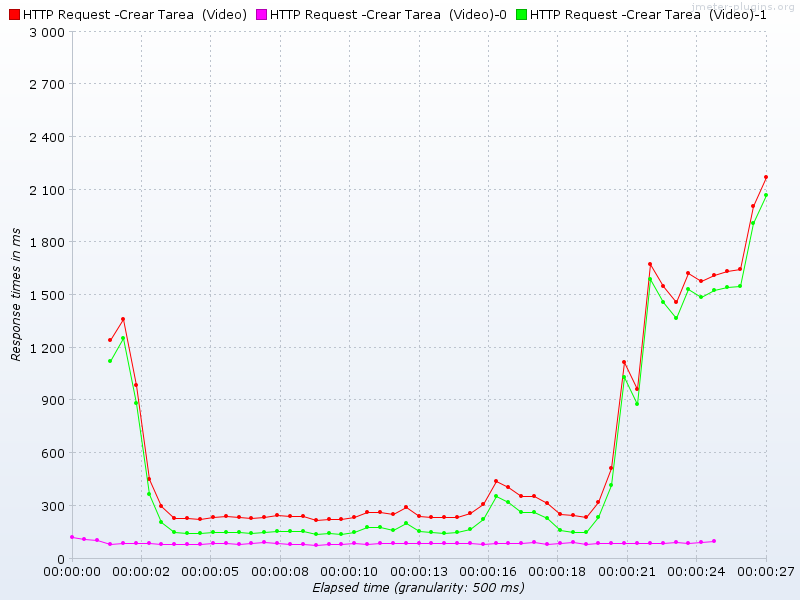 jmeter-plugins.org
HTTP Request -Crear Tarea (Video) HTTP Request -Crear Tarea (Video)-0 HTTP Request -Crear Tarea (Video)-1
3 000
2 700
2 400
2 100
1 800
1 500
1 200
900
600
300
0
Response times in ms
00:00:00 00:00:02 00:00:05 00:00:08 00:00:10 00:00:13 00:00:16 00:00:18 00:00:21 00:00:24 00:00:27
Elapsed time (granularity: 500 ms)